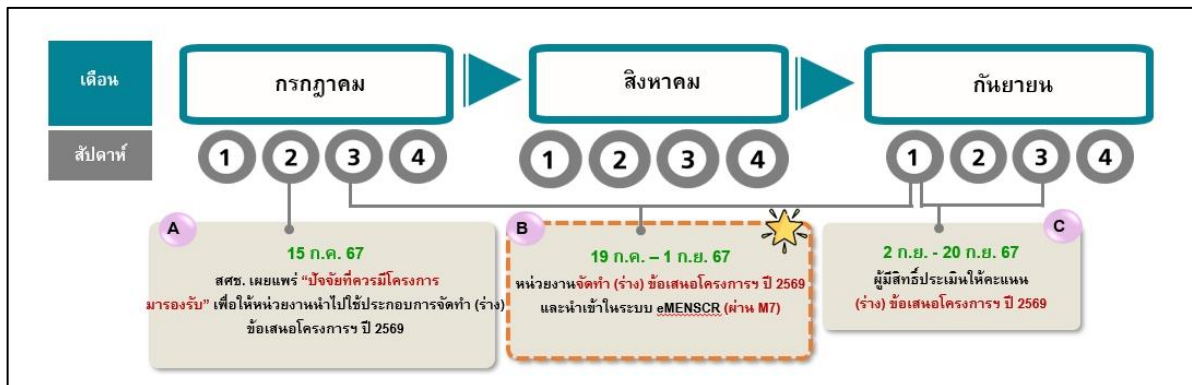 เดือน
กรกฎาคม
สิงหาคม
กันยายน
สัปดาห์
1 2 3 4
1 2 3 4
1 2 3 4
A
15 ก.ค. 67
สศช. เผยแพร่ “ปัจจัยที่ควรมีโครงการ
มารองรับ” เพื่อให้หน่วยงานนำไปใช้ประกอบการจัดทำ (ร่าง)
ข้อเสนอโครงการฯ ปี 2569
B
19 ก.ค. – 1 ก.ย. 67
หน่วยงานจัดทำ (ร่าง) ข้อเสนอโครงการฯ ปี 2569
และนำเข้าในระบบ eMENSCR (ผ่าน M7)
C
2 ก.ย. - 20 ก.ย. 67
ผู้มีสิทธิ์ประเมินให้คะแนน
(ร่าง) ข้อเสนอโครงการฯ ปี 2569